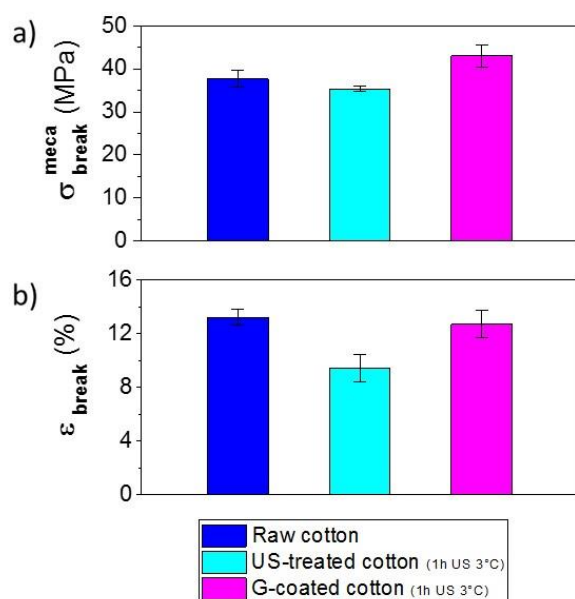 a)
σ meca break (MPa)
50
40
30
20
10
0
b)
ε break (%)
16
12
8
4
0
Raw cotton
US-treated cotton (1h US 3°C)
G-coated cotton (1h US 3°C)